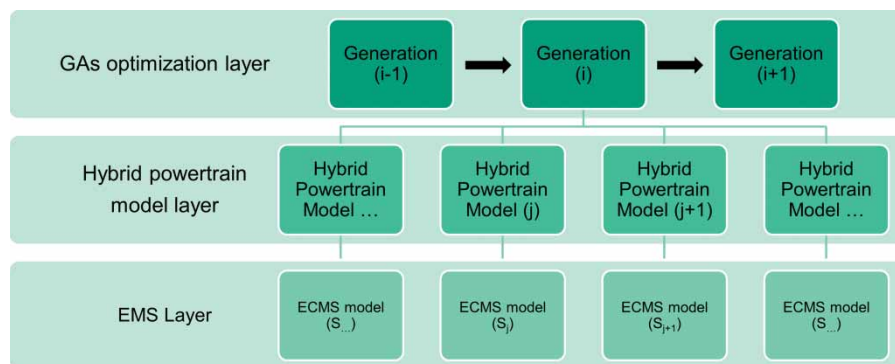 GAs optimization layer
Generation
(i-1)
Generation
(i)
Generation
(i+1)
Hybrid powertrain
model layer
Hybrid
Powertrain
Model ...
Hybrid
Powertrain
Model (j)
Hybrid
Powertrain
Model (j+1)
Hybrid
Powertrain
Model ...
EMS Layer
ECMS model
(S...)
ECMS model
(Sj)
ECMS model
(Sj+1)
ECMS model
(S...)